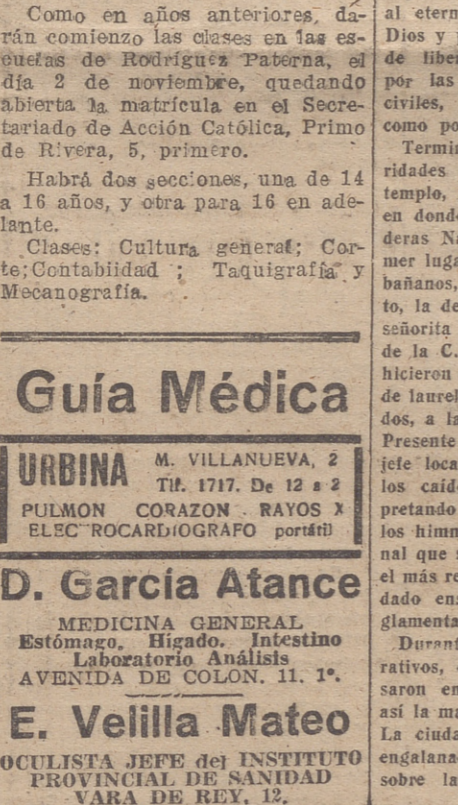 Como en años anteriores, da-
rán comienzo las clases en las es-
cuelas de Rodríguez Paterna, el
día 2 de noviembre, quedando
abierta la matrícula en el Secre-
tariado de Acción Católica, Primo
de Rivera, 5, primero.
Habrá dos secciones, una de 14
a 16 años, y otra para 16 en ade-
lante.
Clases: Cultura general; Cor-
te; Contabiidad ; Taquigrafía y
Mecanografía.
Guía Médica
URBINA
M. VILLANUEVA, 2
Tlf. 1717. De 12 a 2
PULMON CORAZON - RAYOS X
ELECTROCARDIOGRAFO portátil
D. García Atance
MEDICINA GENERAL
Estómago. Hígado. Intestino
Laboratorio Análisis
AVENIDA DE COLON. 11. 1º.
E. Velilla Mateo
OCULISTA JEFE del INSTITUTO
PROVINCIAL DE SANIDAD
VARA DE REY, 12.
al etern
Dios y
de liber
por las
civiles,
como po
Termin
ridades
templo,
en dond
deras Na
mer luga
bañanos,
to, la de
señorita
de la C.
hicieron
de laurel
dos, a la
Presente
jefe loca
los caíd
pretando
los himn
nal que s
el más re
dado en
glamenta
Durant
rativos,
saron en
así la ma
La ciuda
engalana
sobre la